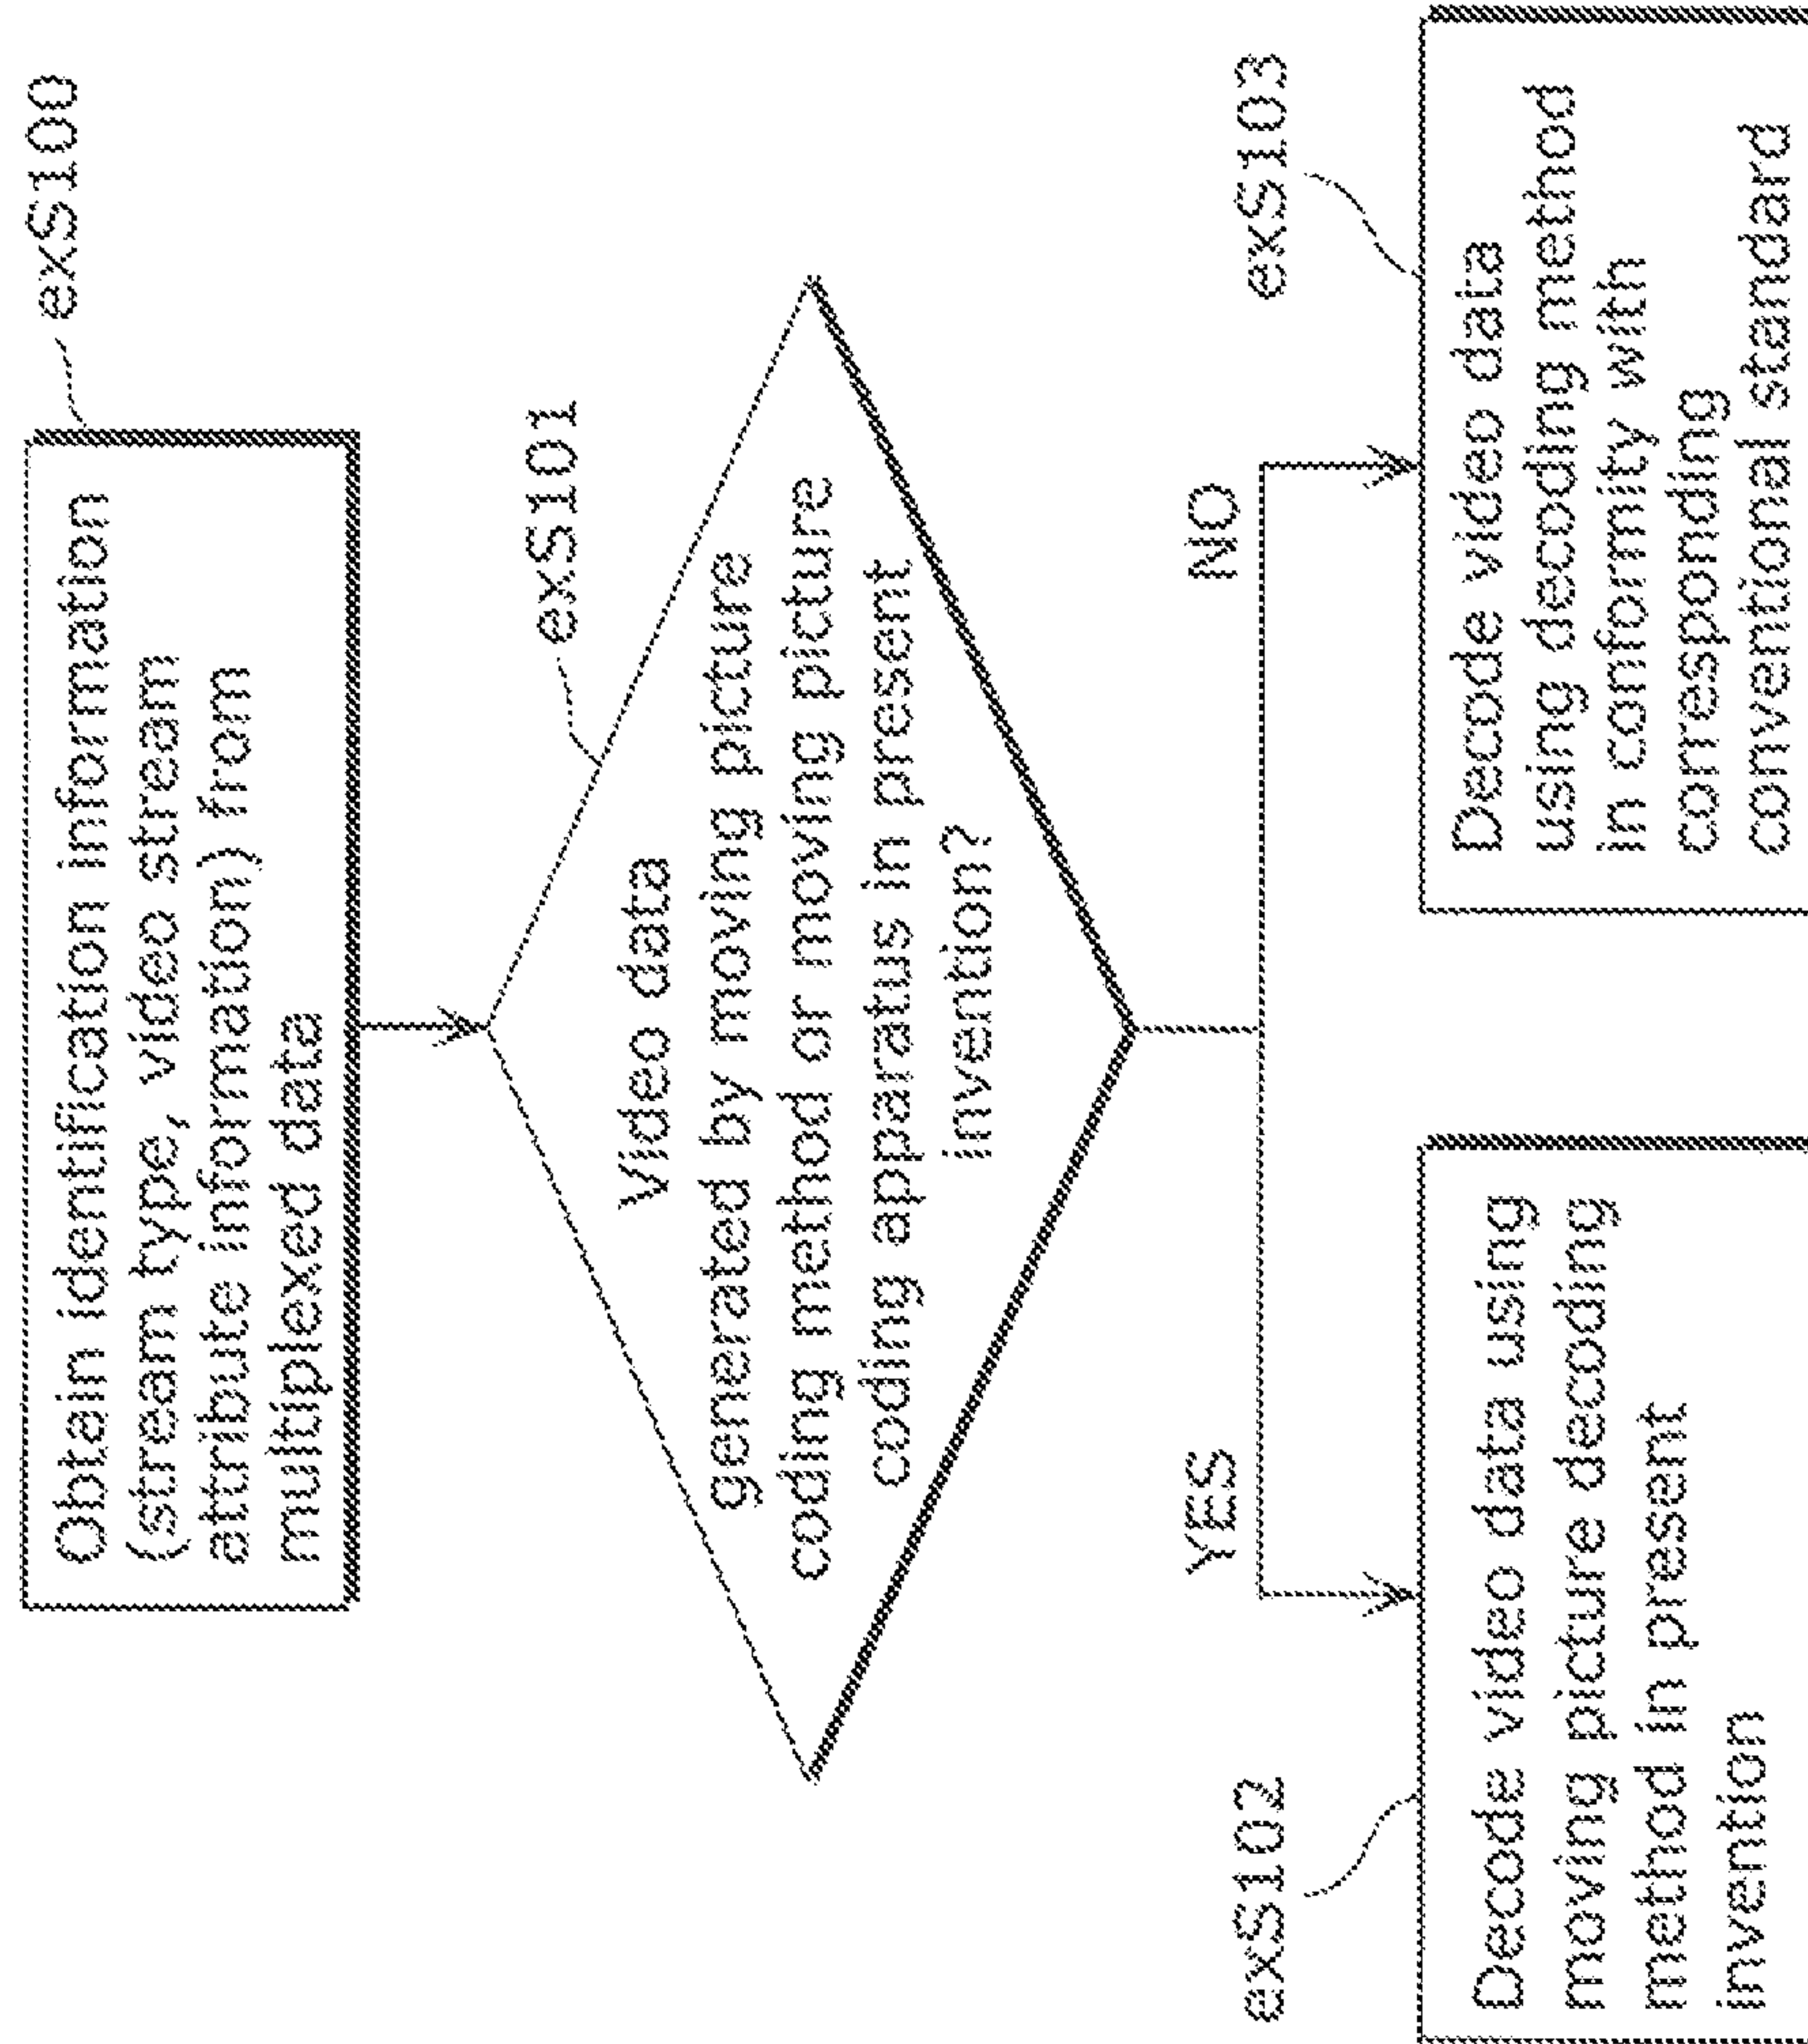 exS100
Obtain identification information
(stream type, video stream
attribute information) from
multiplexed data
exS101
Video data
generated by moving picture
coding method or moving picture
coding apparatus in present
invention?
YES
NO
exS102
Decode video data using
moving picture decoding
method in present
invention
exS103
Decode video data
using decoding method
in conformity with
corresponding
conventional standard